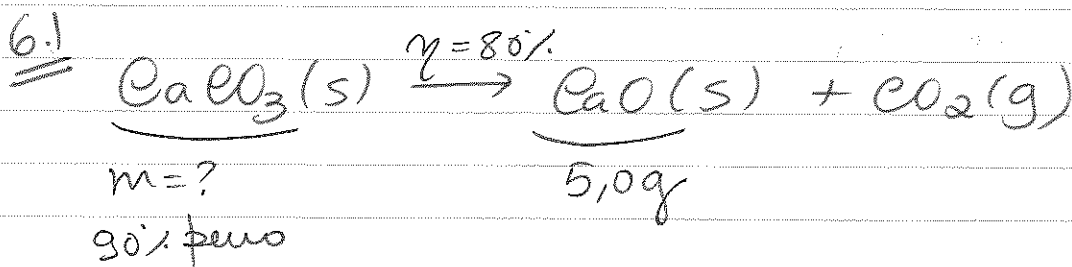 6.1
η = 80%
CaCO₃ (s) → CaO (s) + CO₂ (g)
m = ?
5,0g
90% puro